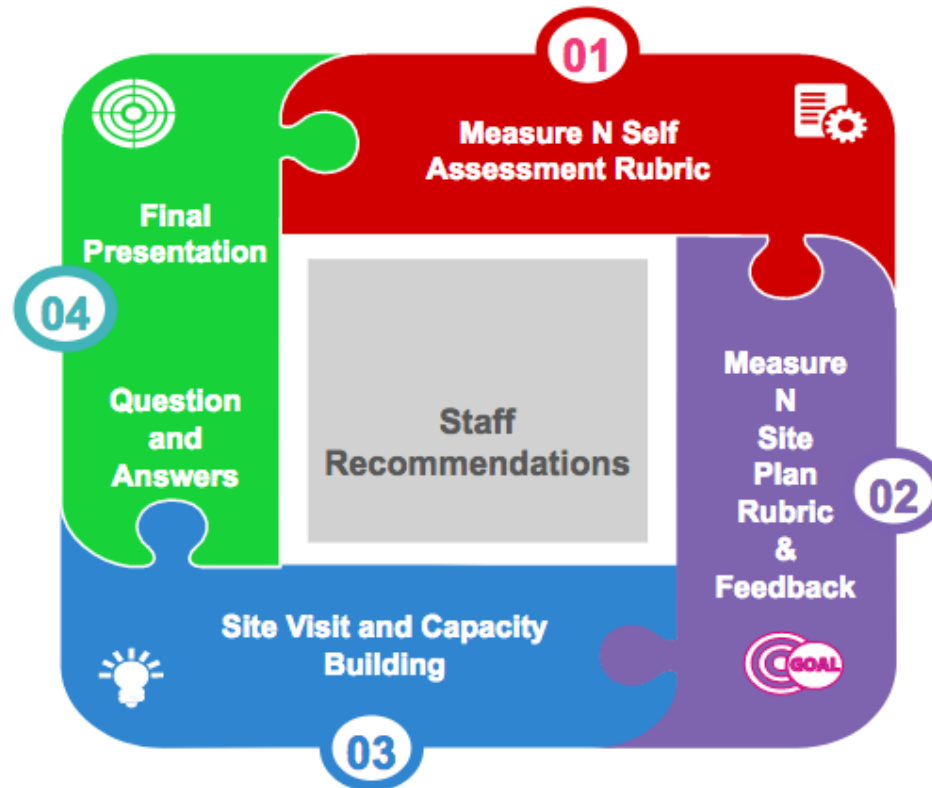 01
Measure N Self
Assessment Rubric
Measure
N
Site
Plan
Rubric
&
Feedback
GOAL
02
Site Visit and Capacity
Building
03
Final
Presentation
04
Question
and
Answers
Staff
Recommendations